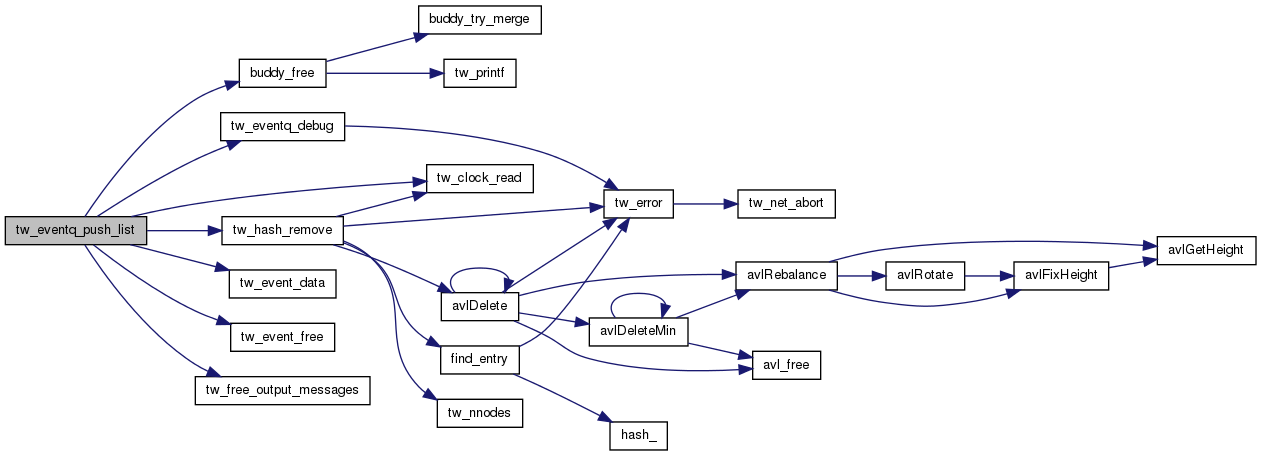 buddy_try_merge
buddy_free
tw_printf
tw_eventq_debug
tw_clock_read
tw_error
tw_net_abort
tw_eventq_push_list
tw_hash_remove
avlGetHeight
tw_event_data
avlRebalance
avlRotate
avlFixHeight
avlDelete
avlDeleteMin
tw_event_free
find_entry
avl_free
tw_free_output_messages
tw_nnodes
hash_